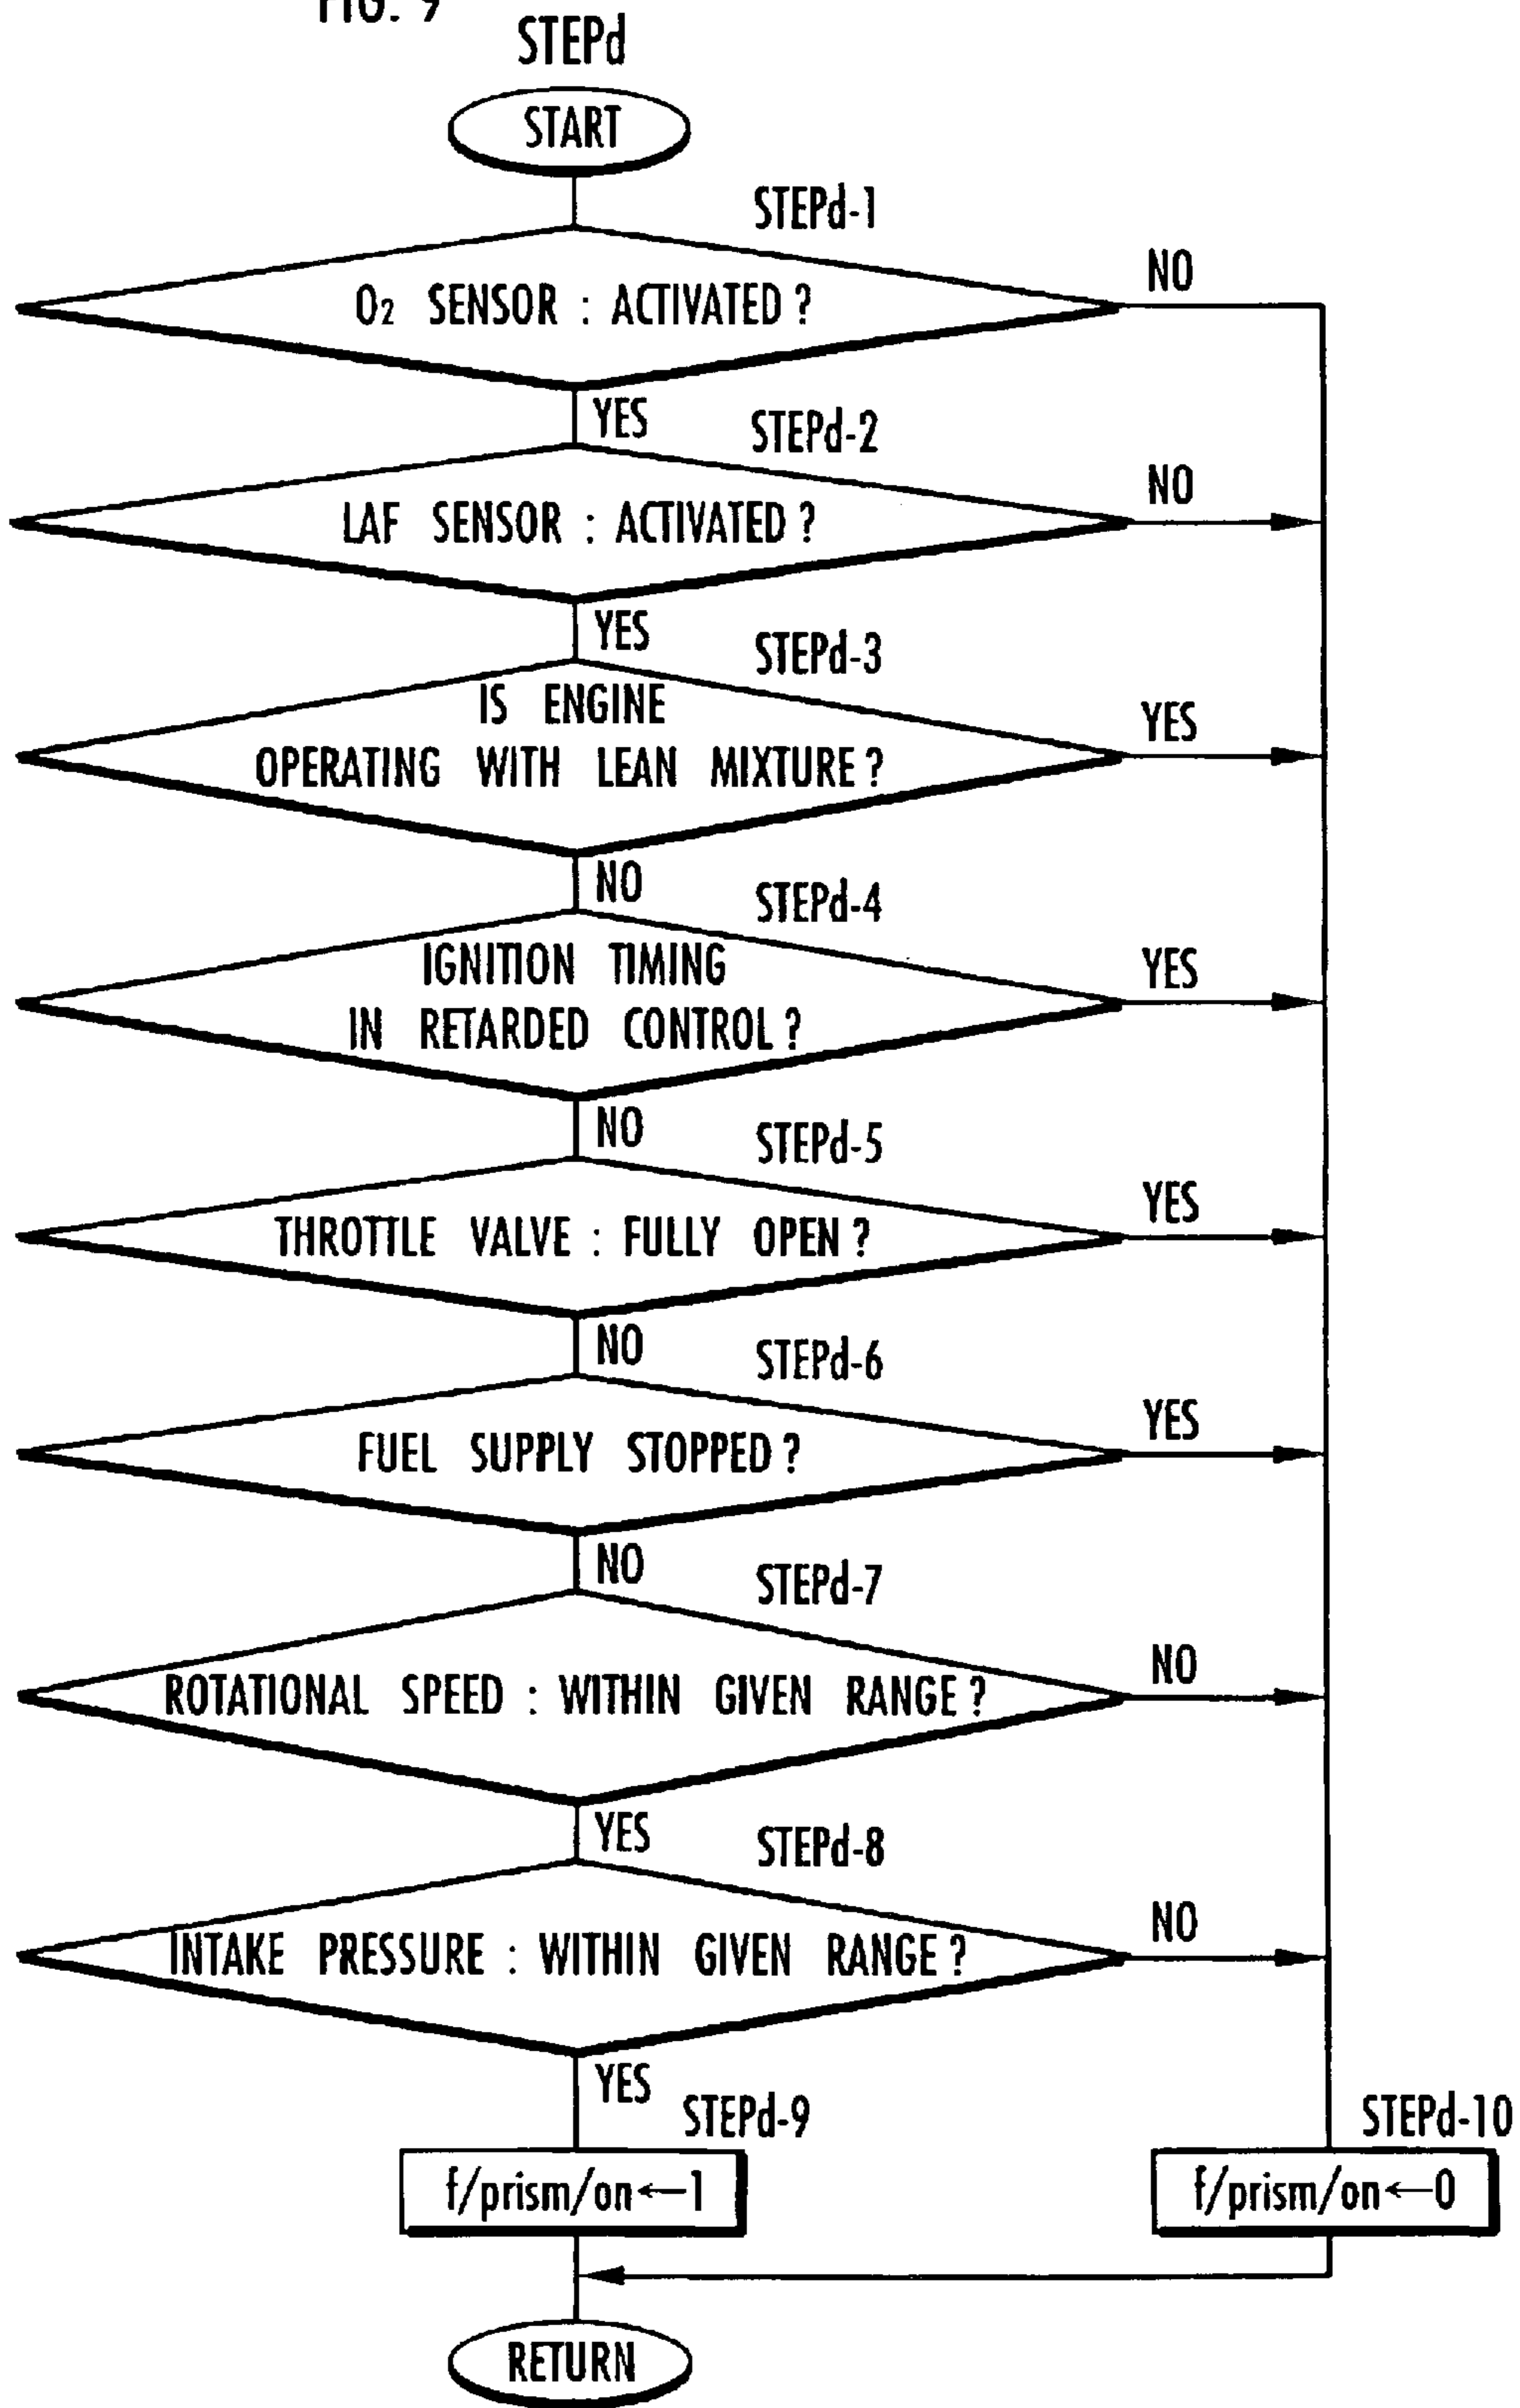 FIG. 9
STEPd
START
STEPd-1
O₂ SENSOR : ACTIVATED ?
NO
YES
STEPd-2
LAF SENSOR : ACTIVATED ?
NO
YES
STEPd-3
IS ENGINE
OPERATING WITH LEAN MIXTURE ?
YES
NO
STEPd-4
IGNITION TIMING
IN RETARDED CONTROL ?
YES
NO
STEPd-5
THROTTLE VALVE : FULLY OPEN ?
YES
NO
STEPd-6
FUEL SUPPLY STOPPED ?
YES
NO
STEPd-7
ROTATIONAL SPEED : WITHIN GIVEN RANGE ?
NO
YES
STEPd-8
INTAKE PRESSURE : WITHIN GIVEN RANGE ?
NO
YES
STEPd-9
f/prism/on←1
STEPd-10
f/prism/on←0
RETURN